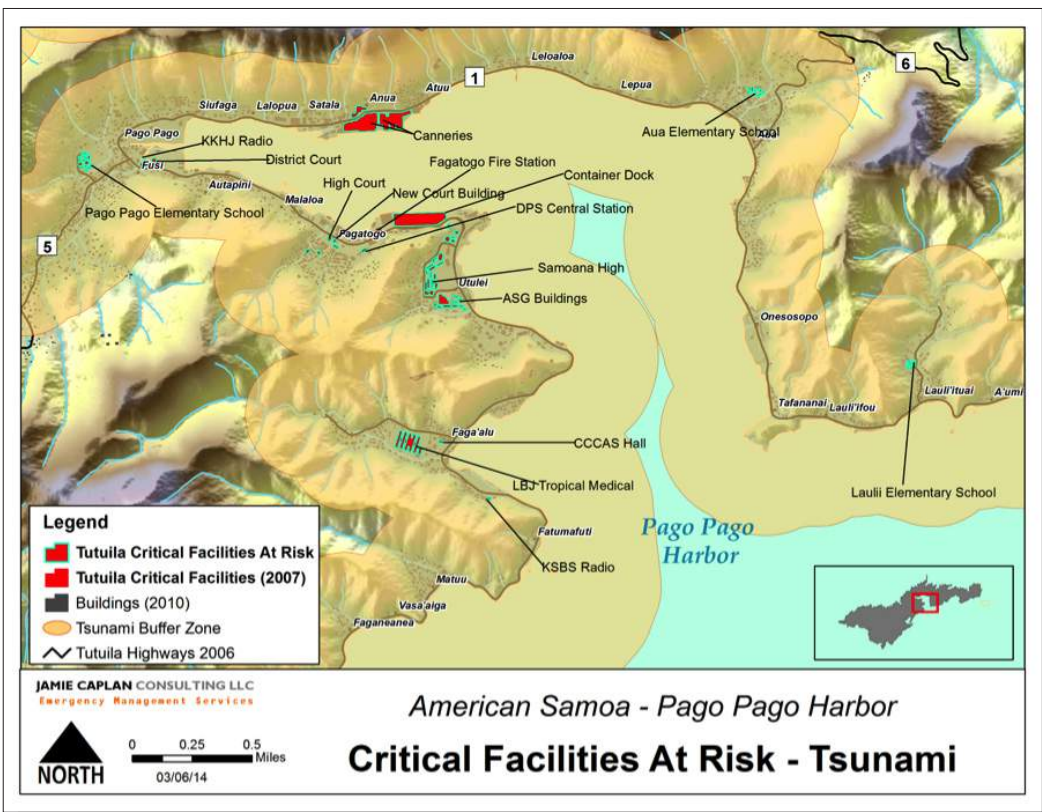 Leloaloa
1
6
Atuu
Lepua
Anua
Siufaga
Lalopua
Satala
Aua Elementary School
Aua
Pago Pago
Canneries
KKHJ Radio
Fusi
District Court
Fagatogo Fire Station
High Court
Container Dock
Autapini
New Court Building
Malaloa
DPS Central Station
Pago Pago Elementary School
Fagatogo
5
Samoana High
Utulei
ASG Buildings
Onesosopo
Tafananai
Lauli'ifou
Lauli'ituai
A'umi
Faga'alu
CCCAS Hall
LBJ Tropical Medical
Laulii Elementary School
Fatumafuti
Pago Pago
Harbor
KSBS Radio
Matuu
Vasa'aiga
Faganeanea
Legend
Tutuila Critical Facilities At Risk
Tutuila Critical Facilities (2007)
Buildings (2010)
Tsunami Buffer Zone
Tutuila Highways 2006
JAMIE CAPLAN CONSULTING LLC
Emergency Management Services
NORTH
0 0.25 0.5
Miles
03/06/14
American Samoa - Pago Pago Harbor
Critical Facilities At Risk - Tsunami